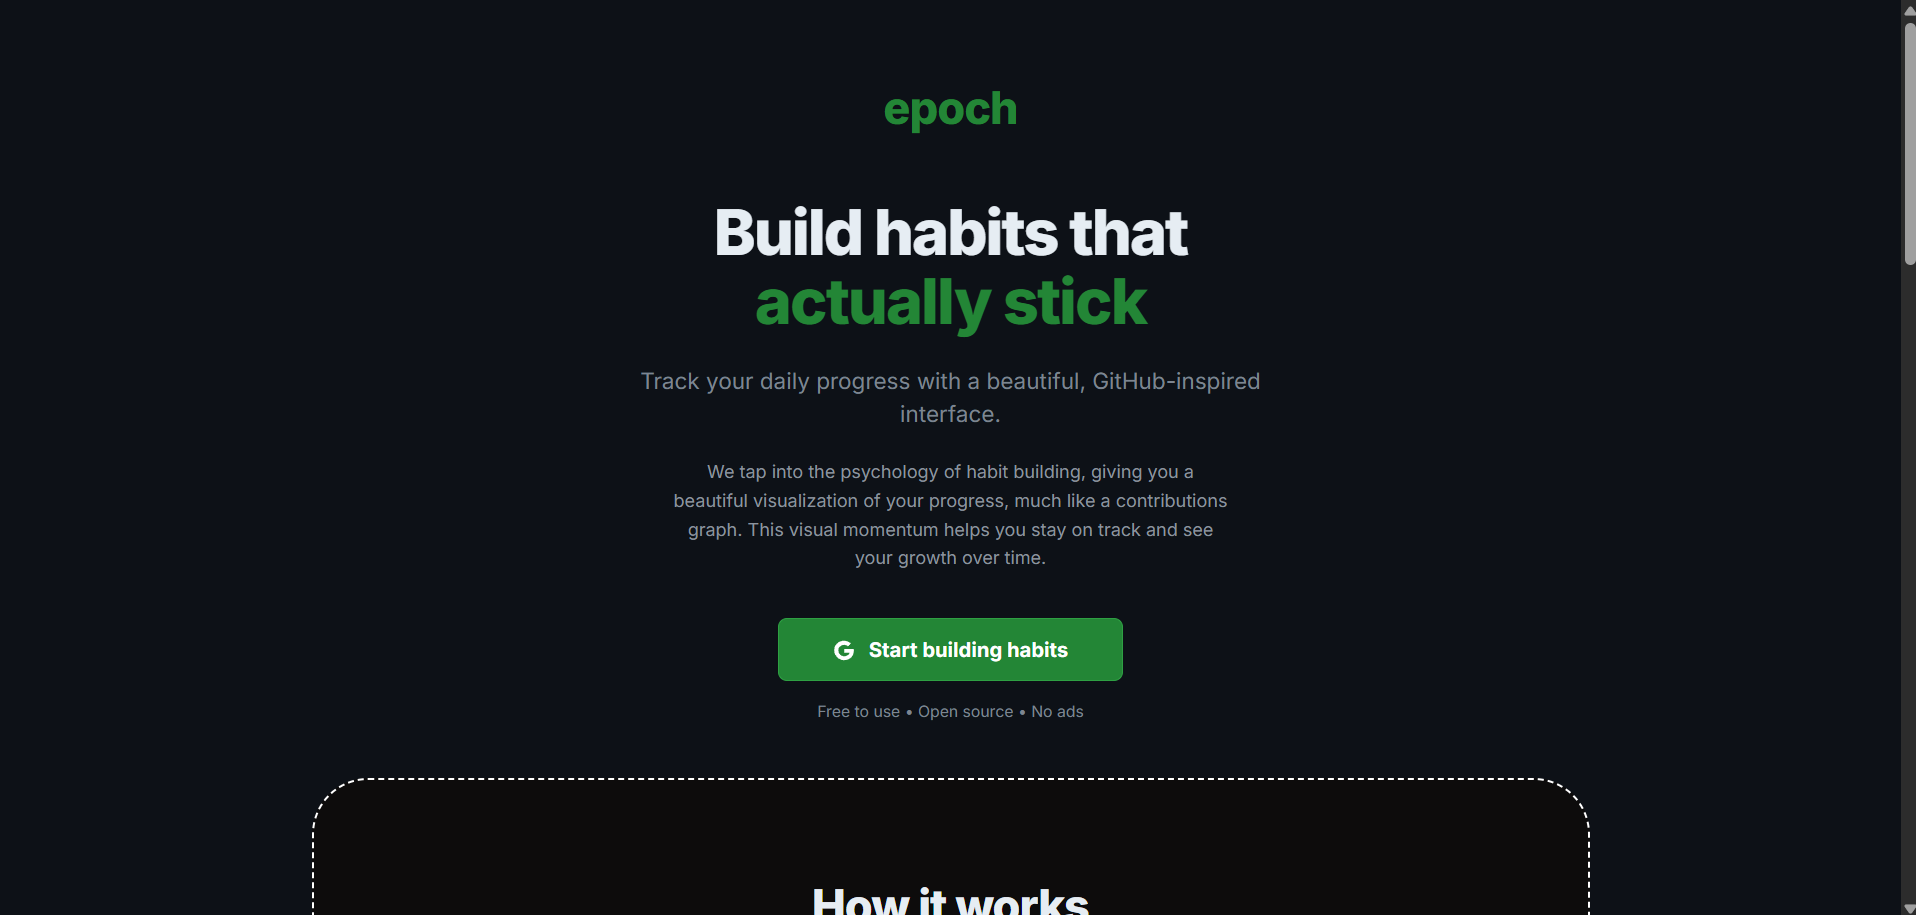 epoch
Build habits that
actually stick
Track your daily progress with a beautiful, GitHub-inspired
interface.
We tap into the psychology of habit building, giving you a
beautiful visualization of your progress, much like a contributions
graph. This visual momentum helps you stay on track and see
your growth over time.
G Start building habits
Free to use • Open source • No ads
How it works